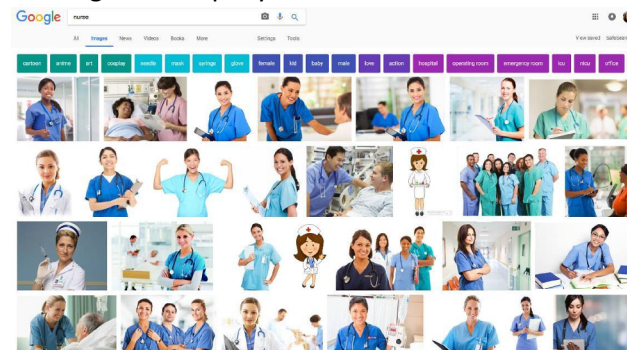 Google nurse
All Images News Videos Books More Settings Tools View saved SafeSearch
cartoon anime art cosplay needle mask syringe glove female kid baby male love action hospital operating room emergency room icu nicu office